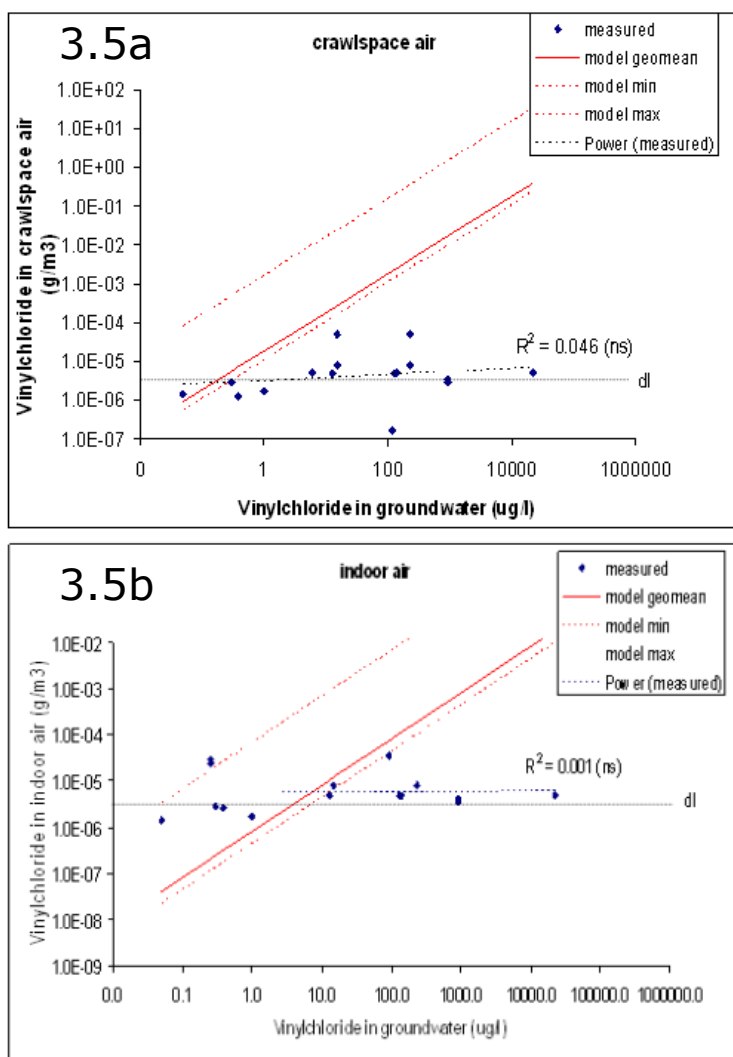 3.5a
crawlspace air
measured
model geomean
model min
model max
Power (measured)
1.0E+02
1.0E+01
1.0E+00
1.0E-01
1.0E-02
1.0E-03
1.0E-04
1.0E-05
1.0E-06
1.0E-07
Vinylchloride in crawlspace air
(g/m3)
R2 = 0.046 (ns)
dl
0 1 100 10000 1000000
Vinylchloride in groundwater (ug/l)
3.5b
indoor air
measured
model geomean
model min
model max
Power (measured)
1.0E-02
1.0E-03
1.0E-04
1.0E-05
1.0E-06
1.0E-07
1.0E-08
1.0E-09
Vinylchloride in indoor air (g/m3)
R2 = 0.001 (ns)
dl
0.0 0.1 1.0 10.0 100.0 1000.0 10000.0 100000.0 1000000.0
Vinylchloride in groundwater (ug/l)